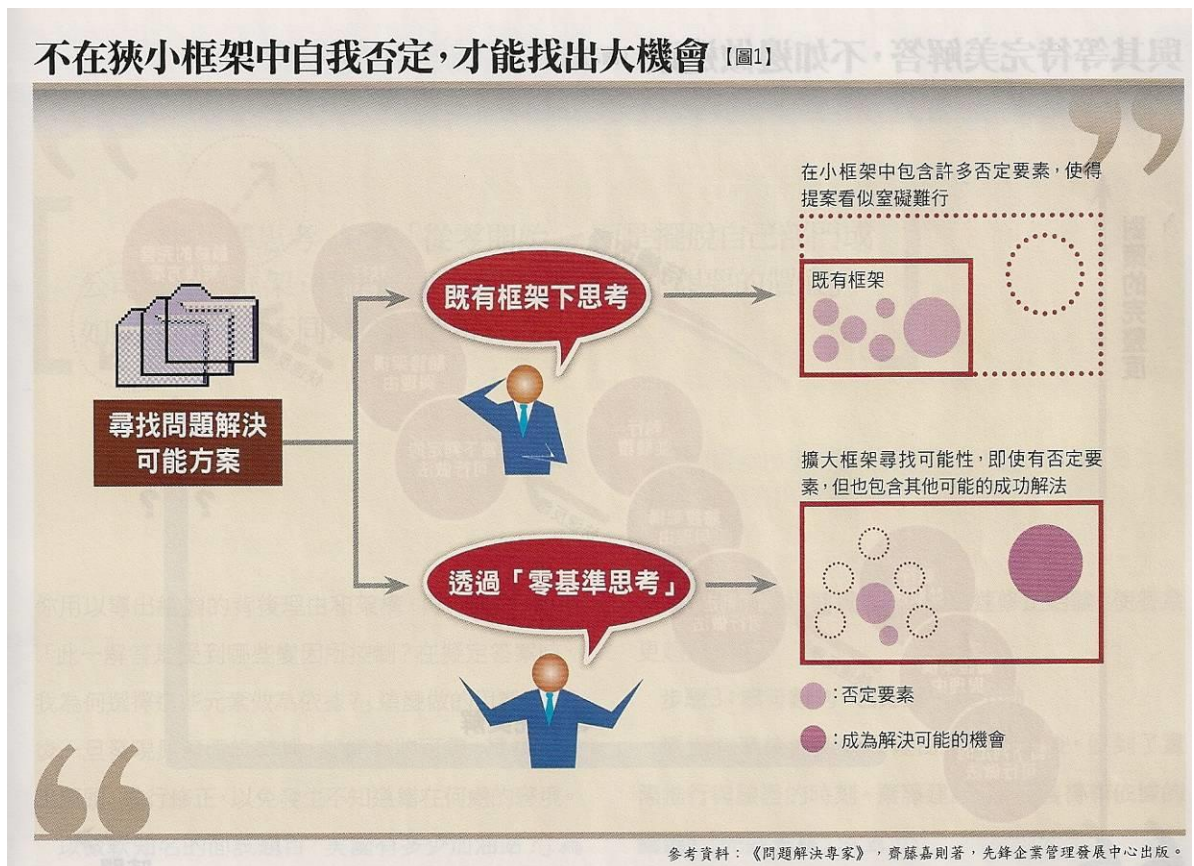 不在狹小框架中自我否定，才能找出大機會【圖1】
在小框架中包含許多否定要素，使得
提案看似窒礙難行
既有框架下思考
既有框架
尋找問題解決
可能方案
擴大框架尋找可能性，即使有否定要
素，但也包含其他可能的成功解法
透過「零基準思考」
：否定要素
：成為解決可能的機會
參考資料：《問題解決專家》，齋藤嘉則著，先鋒企業管理發展中心出版。